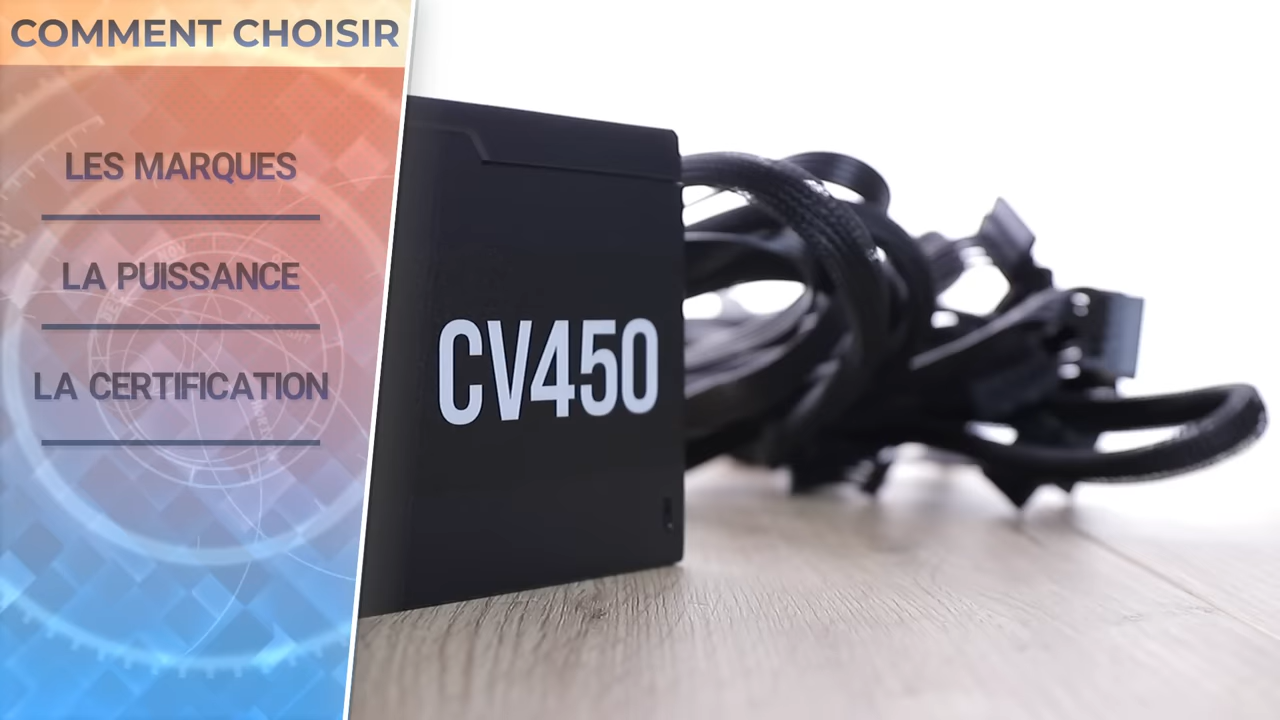 COMMENT CHOISIR
LES MARQUES
LA PUISSANCE
LA CERTIFICATION
CV450